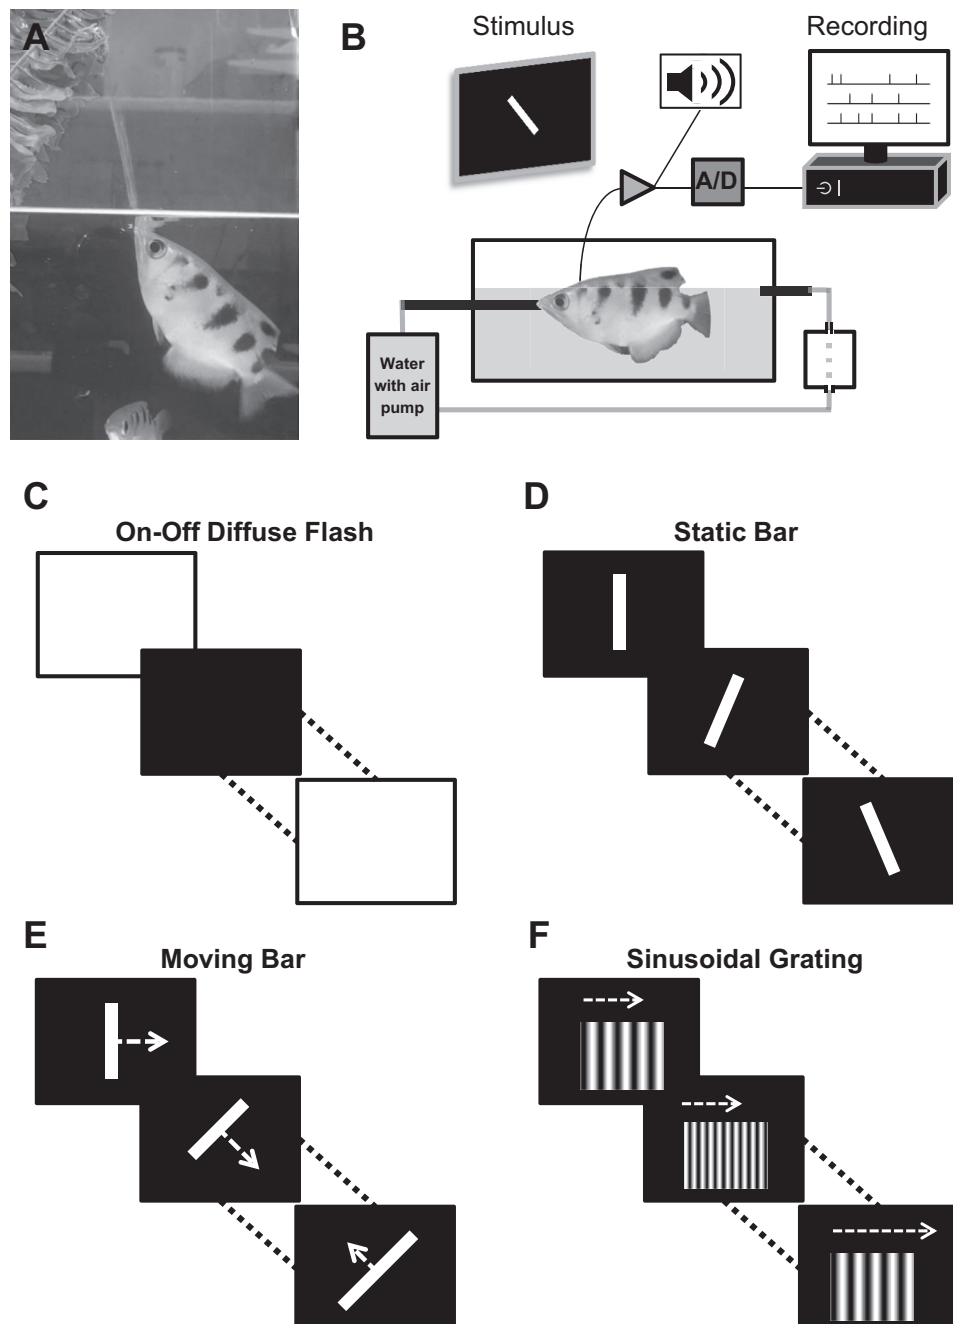 A
B
Stimulus
Recording
A/D
Water
with air
pump
C
On-Off Diffuse Flash
D
Static Bar
E
Moving Bar
F
Sinusoidal Grating